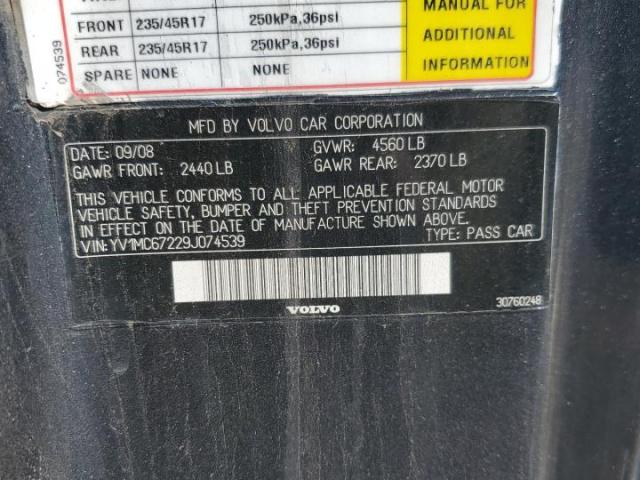 FRONT 235/45R17 250kPa,36psi
REAR 235/45R17 250kPa,36psi
SPARE NONE NONE
MANUAL FOR
ADDITIONAL
INFORMATION
074539
MFD BY VOLVO CAR CORPORATION
DATE: 09/08 GVWR: 4560 LB
GAWR FRONT: 2440 LB GAWR REAR: 2370 LB
THIS VEHICLE CONFORMS TO ALL APPLICABLE FEDERAL MOTOR
VEHICLE SAFETY, BUMPER AND THEFT PREVENTION STANDARDS
IN EFFECT ON THE DATE OF MANUFACTURE SHOWN ABOVE.
VIN: YV1MC67229J074539 TYPE: PASS CAR
VOLVO 30760248